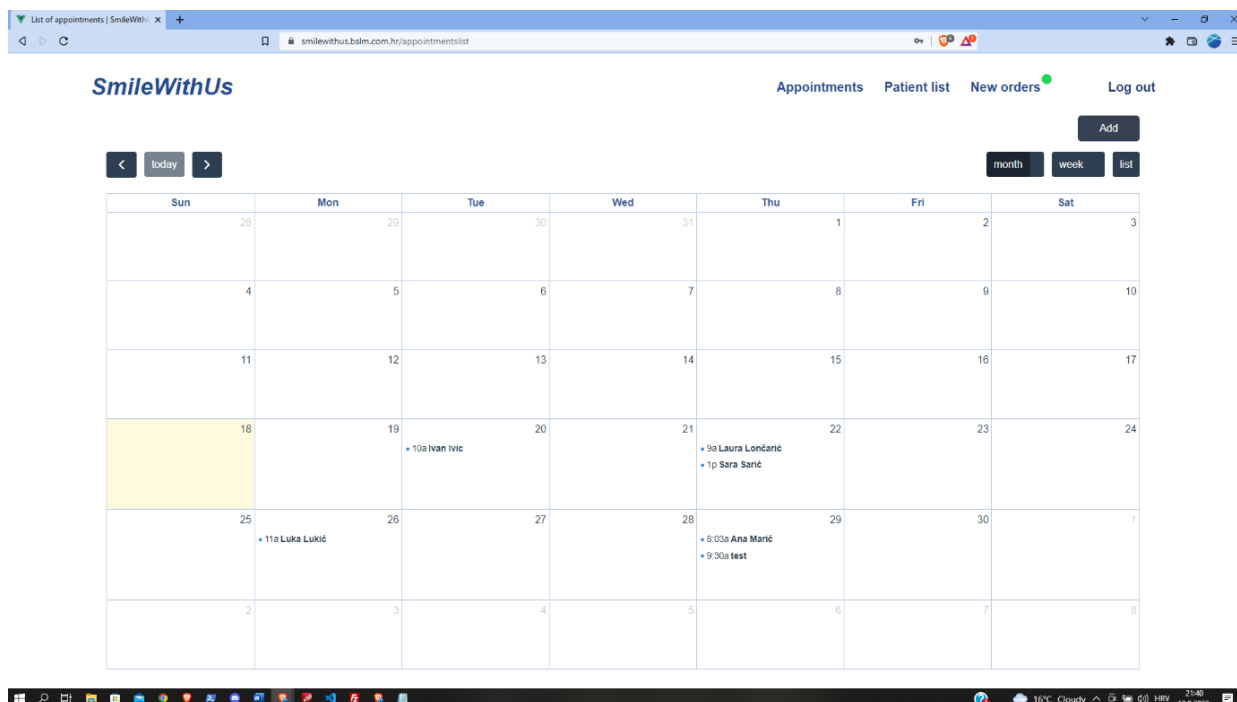 List of appointments | SmileWith
smilewithus.bslm.com.hr/appointmentslist
SmileWithUs
Appointments Patient list New orders Log out
Add
today
month week list
Sun Mon Tue Wed Thu Fri Sat
28 29 30 31 1 2 3
4 5 6 7 8 9 10
11 12 13 14 15 16 17
18 19 20 21 22 23 24
10a Ivan Ivic 9a Laura Lončarić
1p Sara Sarić
25 26 27 28 29 30 1
11a Luka Lukić 8:03a Ana Marić
9:30a test
2 3 4 5 6 7 8
16°C Cloudy HRV 21:40